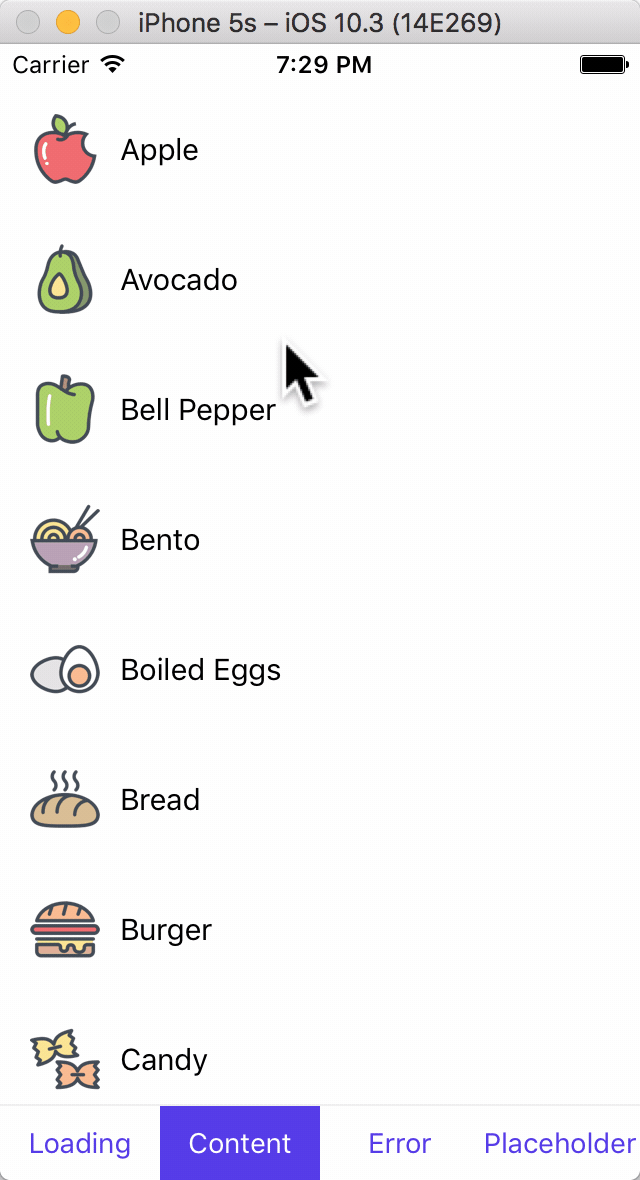 iPhone 5s – iOS 10.3 (14E269)
Carrier 7:29 PM
Apple
Avocado
Bell Pepper
Bento
Boiled Eggs
Bread
Burger
Candy
Loading Content Error Placeholder